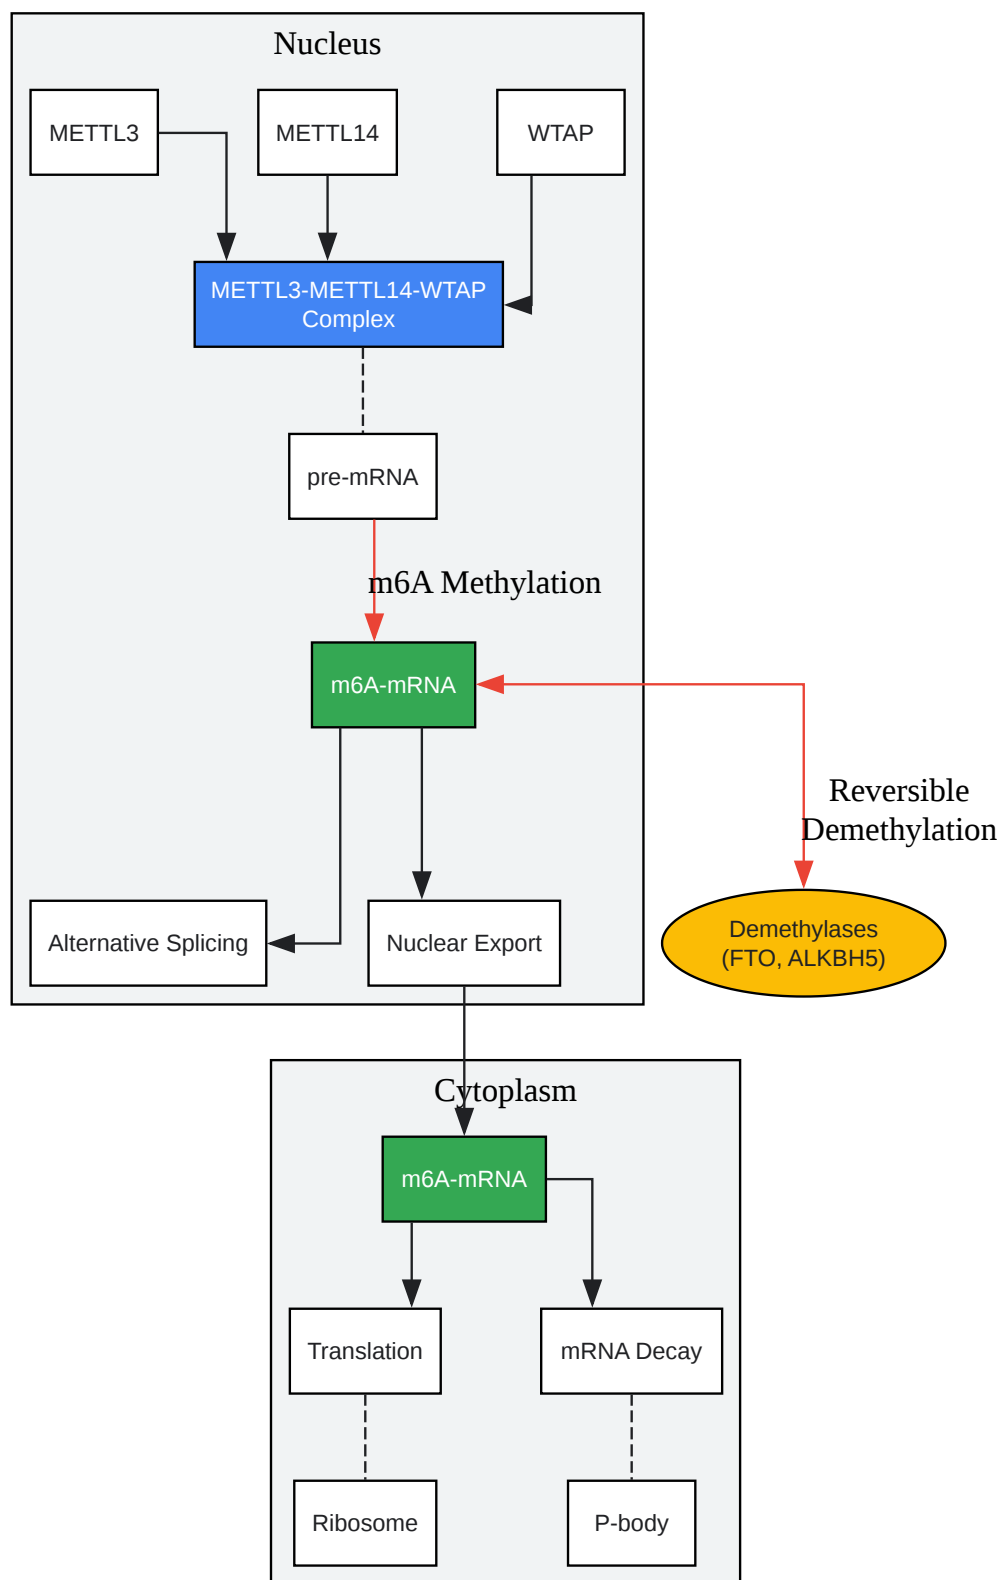 Nucleus
METTL3
METTL14
WTAP
METTL3-METTL14-WTAP
Complex
pre-mRNA
m6A Methylation
m6A-mRNA
Reversible
Demethylation
Alternative Splicing
Nuclear Export
Demethylases
(FTO, ALKBH5)
Cytoplasm
m6A-mRNA
Translation
mRNA Decay
Ribosome
P-body